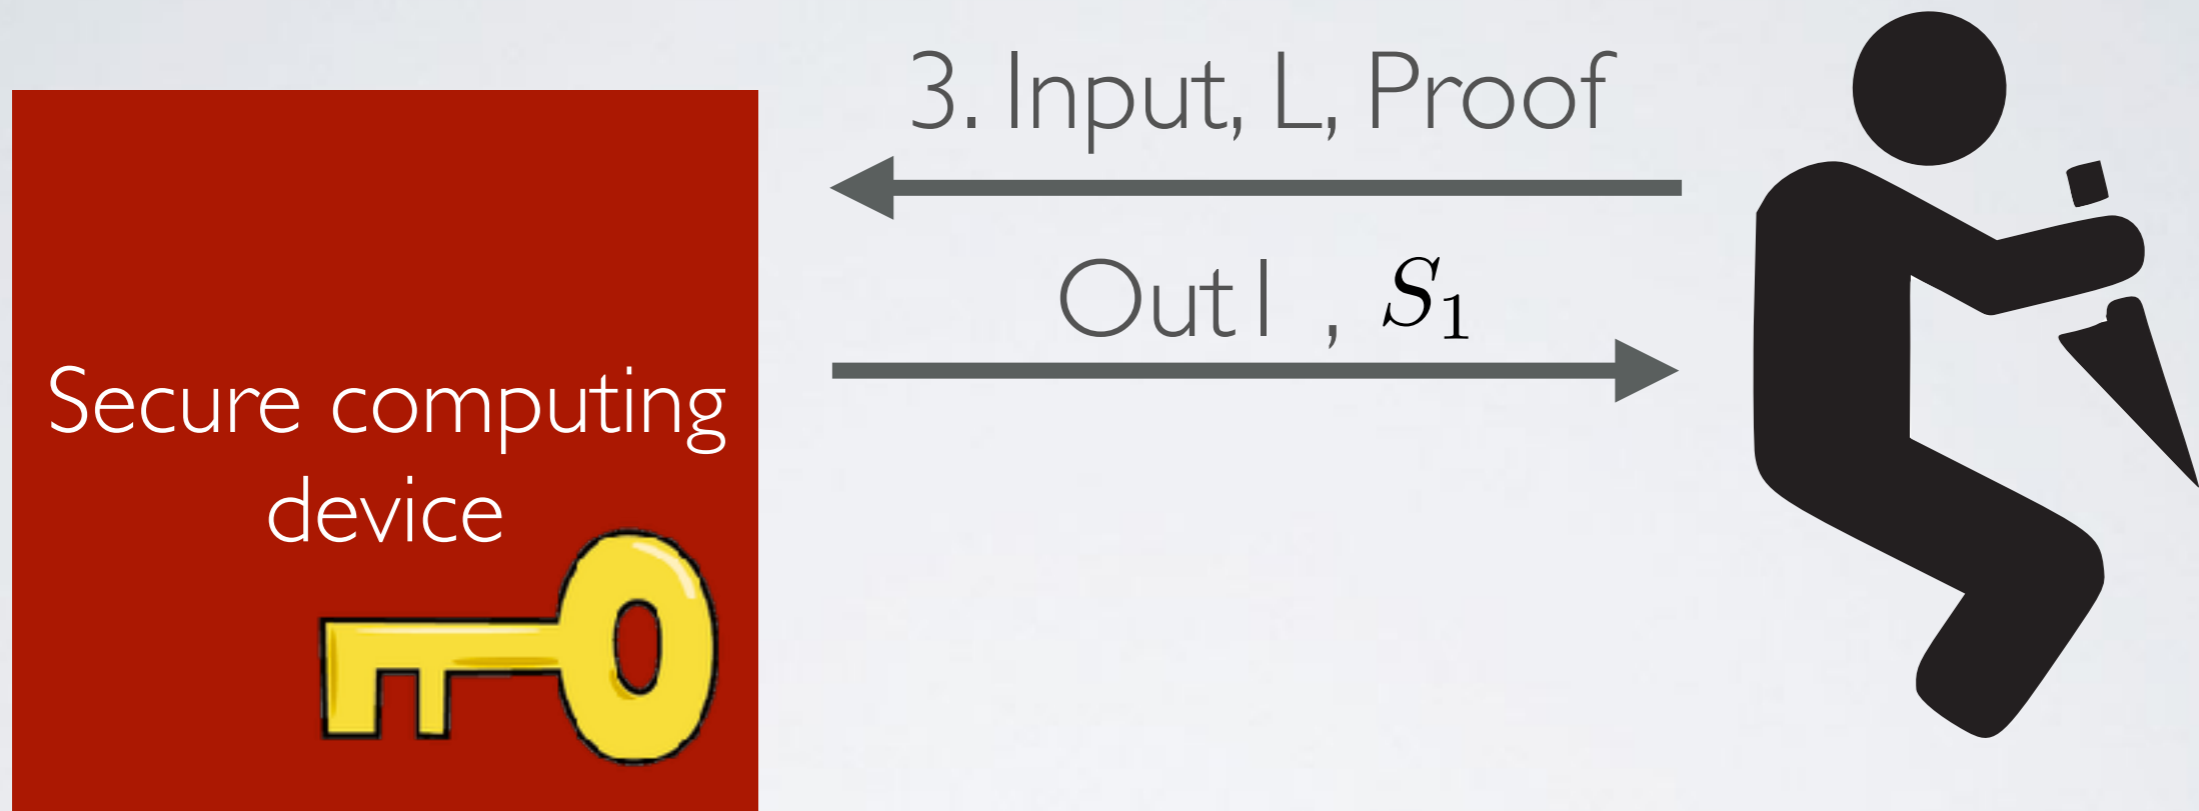 3. Input, L, Proof
Out1 , S₁
Secure computing
device